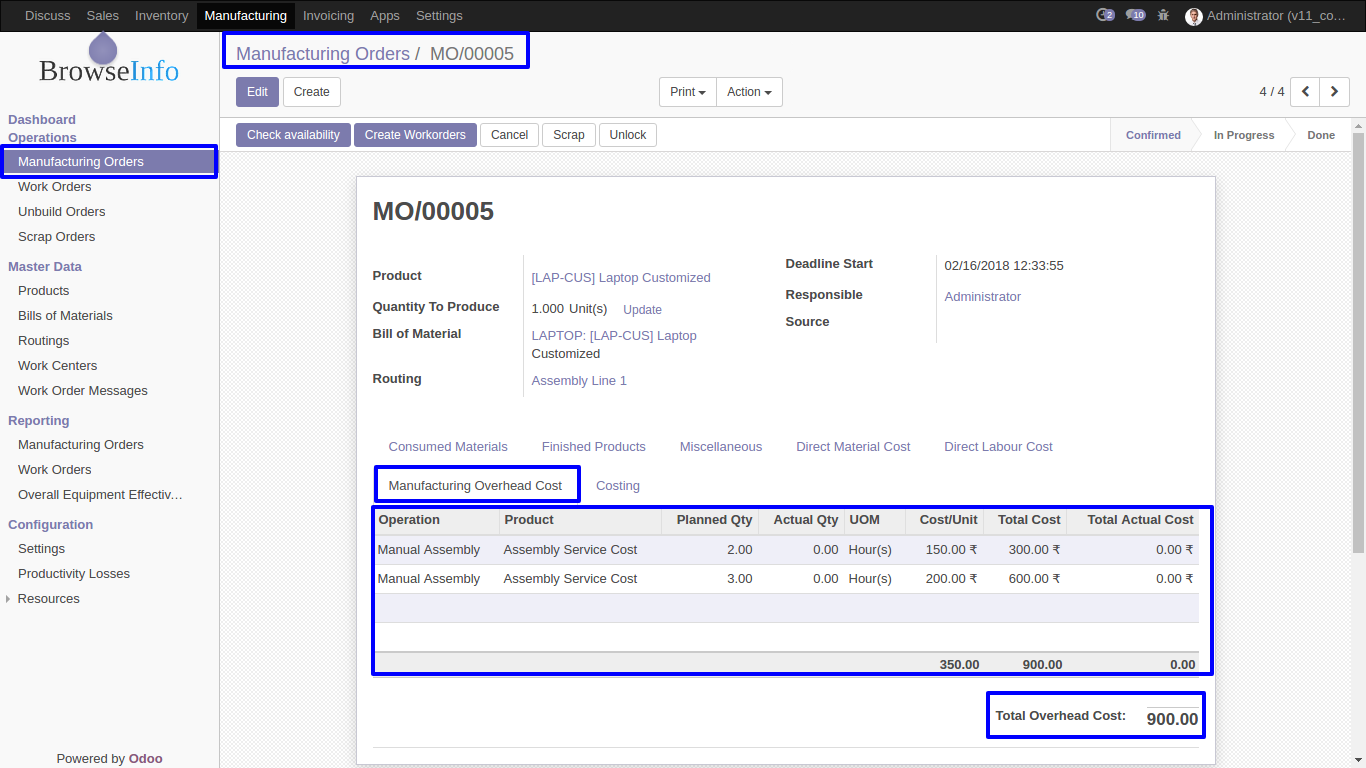 Discuss Sales Inventory Manufacturing Invoicing Apps Settings 2 10 Administrator (v11_co...
BrowseInfo
Manufacturing Orders / MO/00005
Edit Create Print Action 4 / 4
Check availability Create Workorders Cancel Scrap Unlock Confirmed In Progress Done
Dashboard
Operations
Manufacturing Orders
Work Orders
Unbuild Orders
Scrap Orders
Master Data
Products
Bills of Materials
Routings
Work Centers
Work Order Messages
Reporting
Manufacturing Orders
Work Orders
Overall Equipment Effectiv...
Configuration
Settings
Productivity Losses
Resources
Powered by Odoo
MO/00005
Product [LAP-CUS] Laptop Customized
Quantity To Produce 1.000 Unit(s) Update
Bill of Material LAPTOP: [LAP-CUS] Laptop
Customized
Routing Assembly Line 1
Deadline Start 02/16/2018 12:33:55
Responsible Administrator
Source
Consumed Materials Finished Products Miscellaneous Direct Material Cost Direct Labour Cost
Manufacturing Overhead Cost Costing
Operation Product Planned Qty Actual Qty UOM Cost/Unit Total Cost Total Actual Cost
Manual Assembly Assembly Service Cost 2.00 0.00 Hour(s) 150.00 ₹ 300.00 ₹ 0.00 ₹
Manual Assembly Assembly Service Cost 3.00 0.00 Hour(s) 200.00 ₹ 600.00 ₹ 0.00 ₹
350.00 900.00 0.00
Total Overhead Cost: 900.00